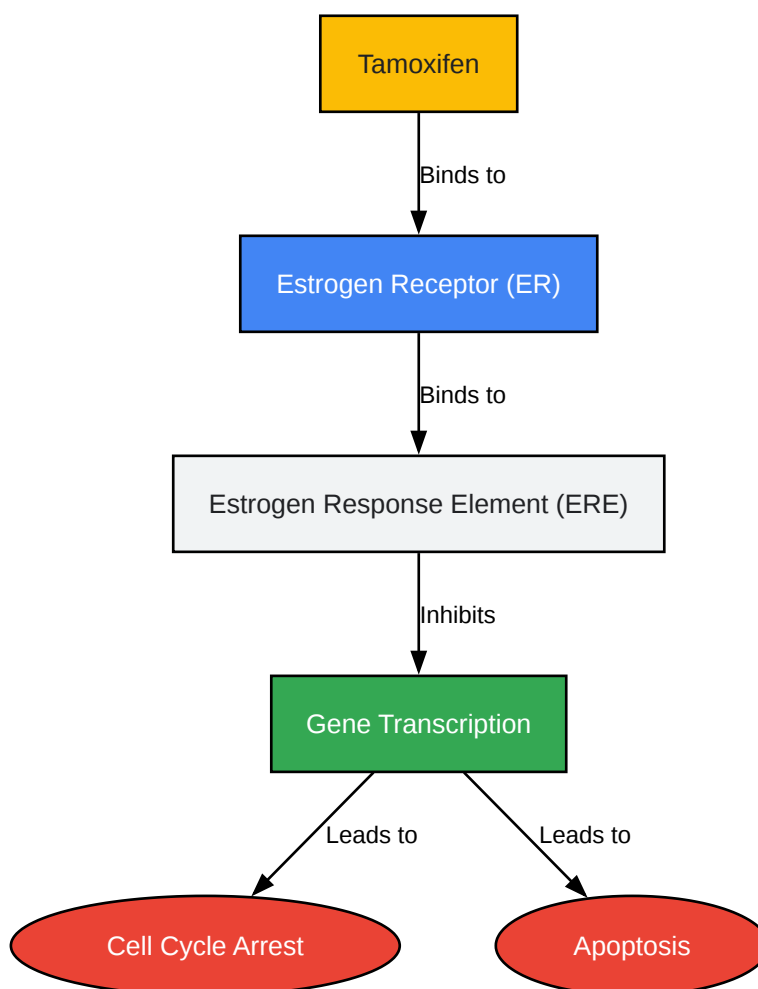 Tamoxifen
Binds to
Estrogen Receptor (ER)
Binds to
Estrogen Response Element (ERE)
Inhibits
Gene Transcription
Leads to
Leads to
Cell Cycle Arrest
Apoptosis